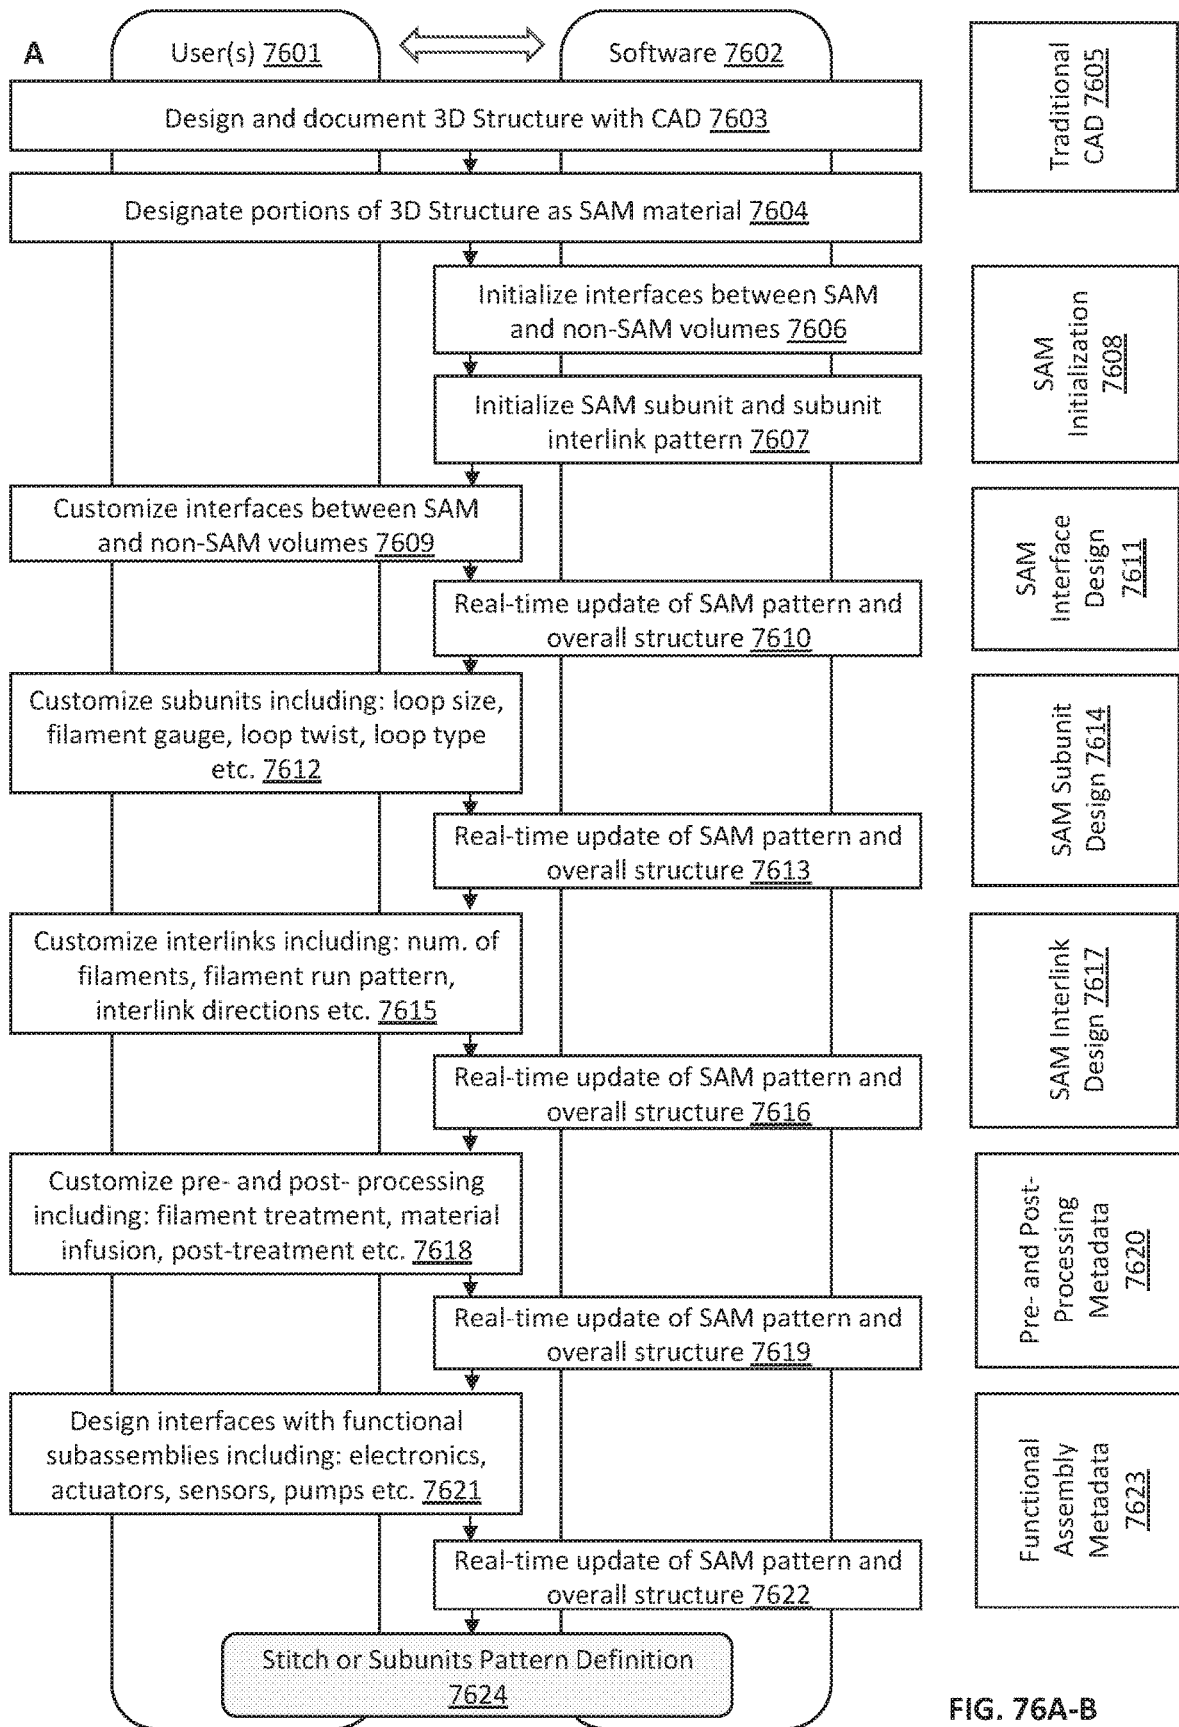 A
User(s) 7601
Software 7602
Design and document 3D Structure with CAD 7603
Designate portions of 3D Structure as SAM material 7604
Traditional
CAD 7605
Initialize interfaces between SAM
and non-SAM volumes 7606
Initialize SAM subunit and subunit
interlink pattern 7607
SAM
Initialization
7608
Customize interfaces between SAM
and non-SAM volumes 7609
Real-time update of SAM pattern and
overall structure 7610
SAM
Interface
Design
7611
Customize subunits including: loop size,
filament gauge, loop twist, loop type
etc. 7612
Real-time update of SAM pattern and
overall structure 7613
SAM Subunit
Design 7614
Customize interlinks including: num. of
filaments, filament run pattern,
interlink directions etc. 7615
Real-time update of SAM pattern and
overall structure 7616
SAM Interlink
Design 7617
Customize pre- and post- processing
including: filament treatment, material
infusion, post-treatment etc. 7618
Real-time update of SAM pattern and
overall structure 7619
Pre- and Post-
Processing
Metadata
7620
Design interfaces with functional
subassemblies including: electronics,
actuators, sensors, pumps etc. 7621
Real-time update of SAM pattern and
overall structure 7622
Functional
Assembly
Metadata
7623
Stitch or Subunits Pattern Definition
7624
FIG. 76A-B